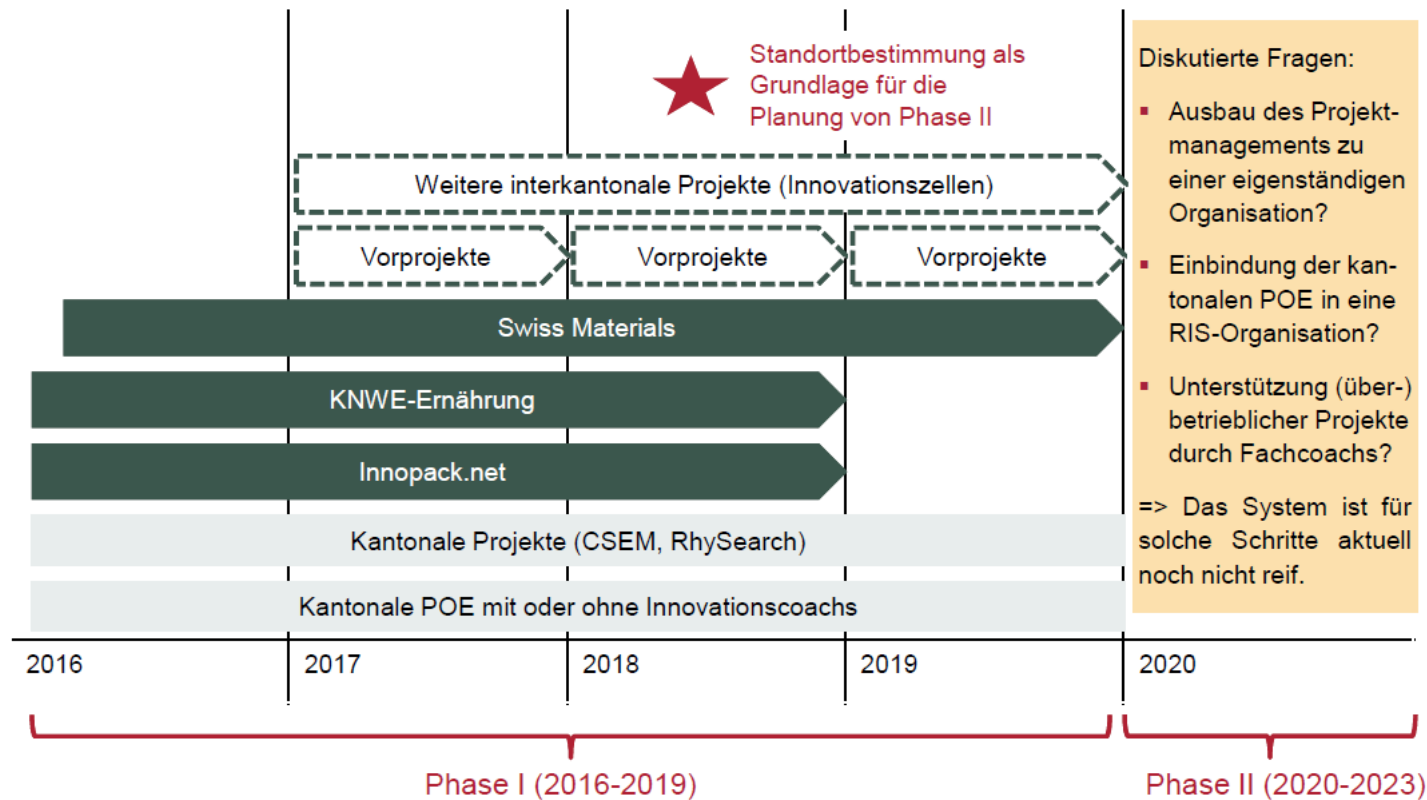 Standortbestimmung als
Grundlage für die
Planung von Phase II
Weitere interkantonale Projekte (Innovationszellen)
Vorprojekte
Vorprojekte
Vorprojekte
Swiss Materials
KNWE-Ernährung
Innopack.net
Kantonale Projekte (CSEM, RhySearch)
Kantonale POE mit oder ohne Innovationscoachs
Diskutierte Fragen:
▪ Ausbau des Projekt-
managements zu
einer eigenständigen
Organisation?
▪ Einbindung der kan-
tonalen POE in eine
RIS-Organisation?
▪ Unterstützung (über-)
betrieblicher Projekte
durch Fachcoachs?
=> Das System ist für
solche Schritte aktuell
noch nicht reif.
2016
2017
2018
2019
2020
Phase I (2016-2019)
Phase II (2020-2023)